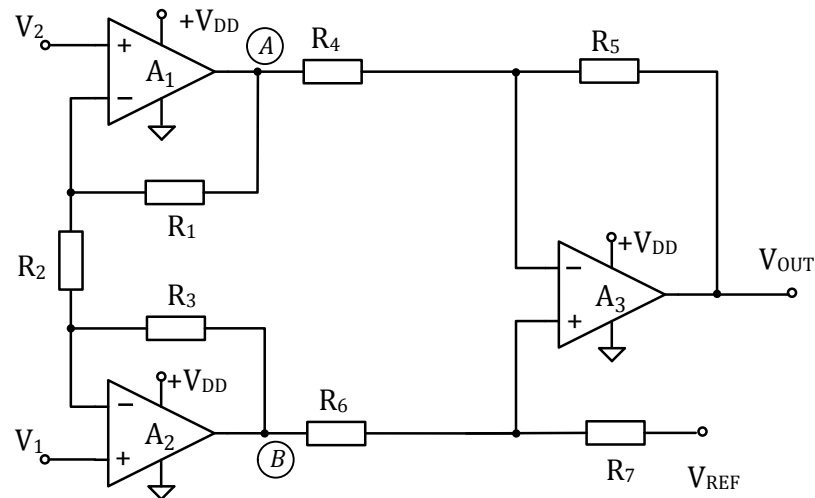 V2
+VDD
A
R4
R5
+
A1
−
R1
R2
R3
+VDD
−
A3
+
VOUT
+VDD
−
A2
+
V1
B
R6
R7
VREF